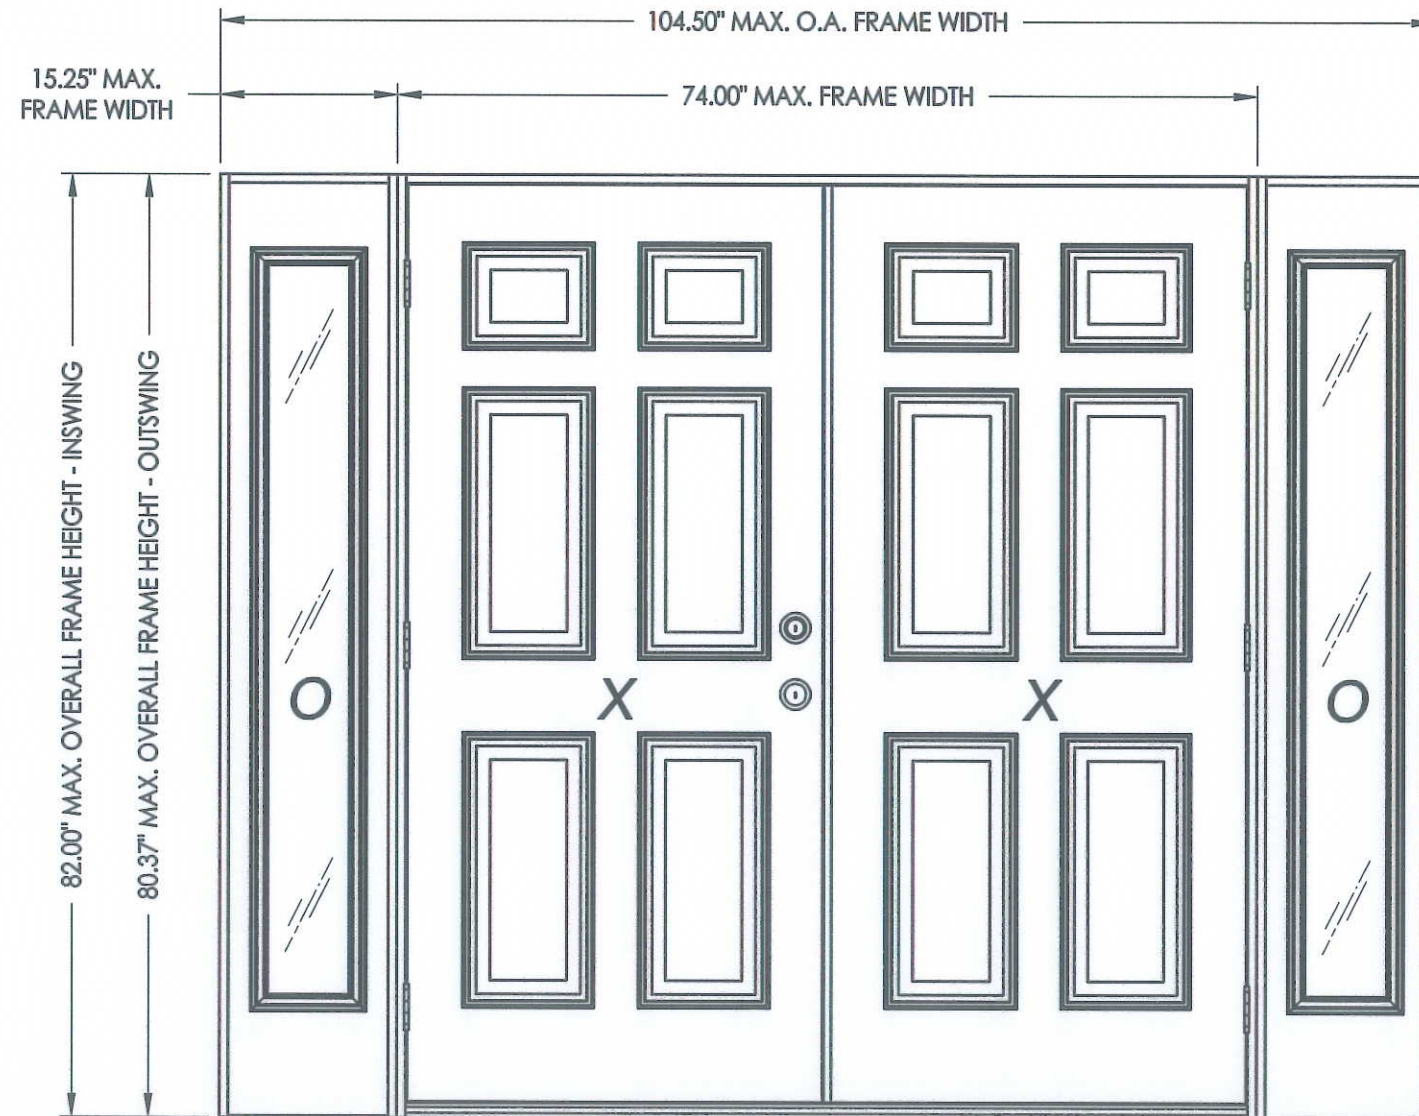 104.50" MAX. O.A. FRAME WIDTH
15.25" MAX.
FRAME WIDTH
74.00" MAX. FRAME WIDTH
82.00" MAX. OVERALL FRAME HEIGHT - INSWING
80.37" MAX. OVERALL FRAME HEIGHT - OUTSWING
O
X
X
O